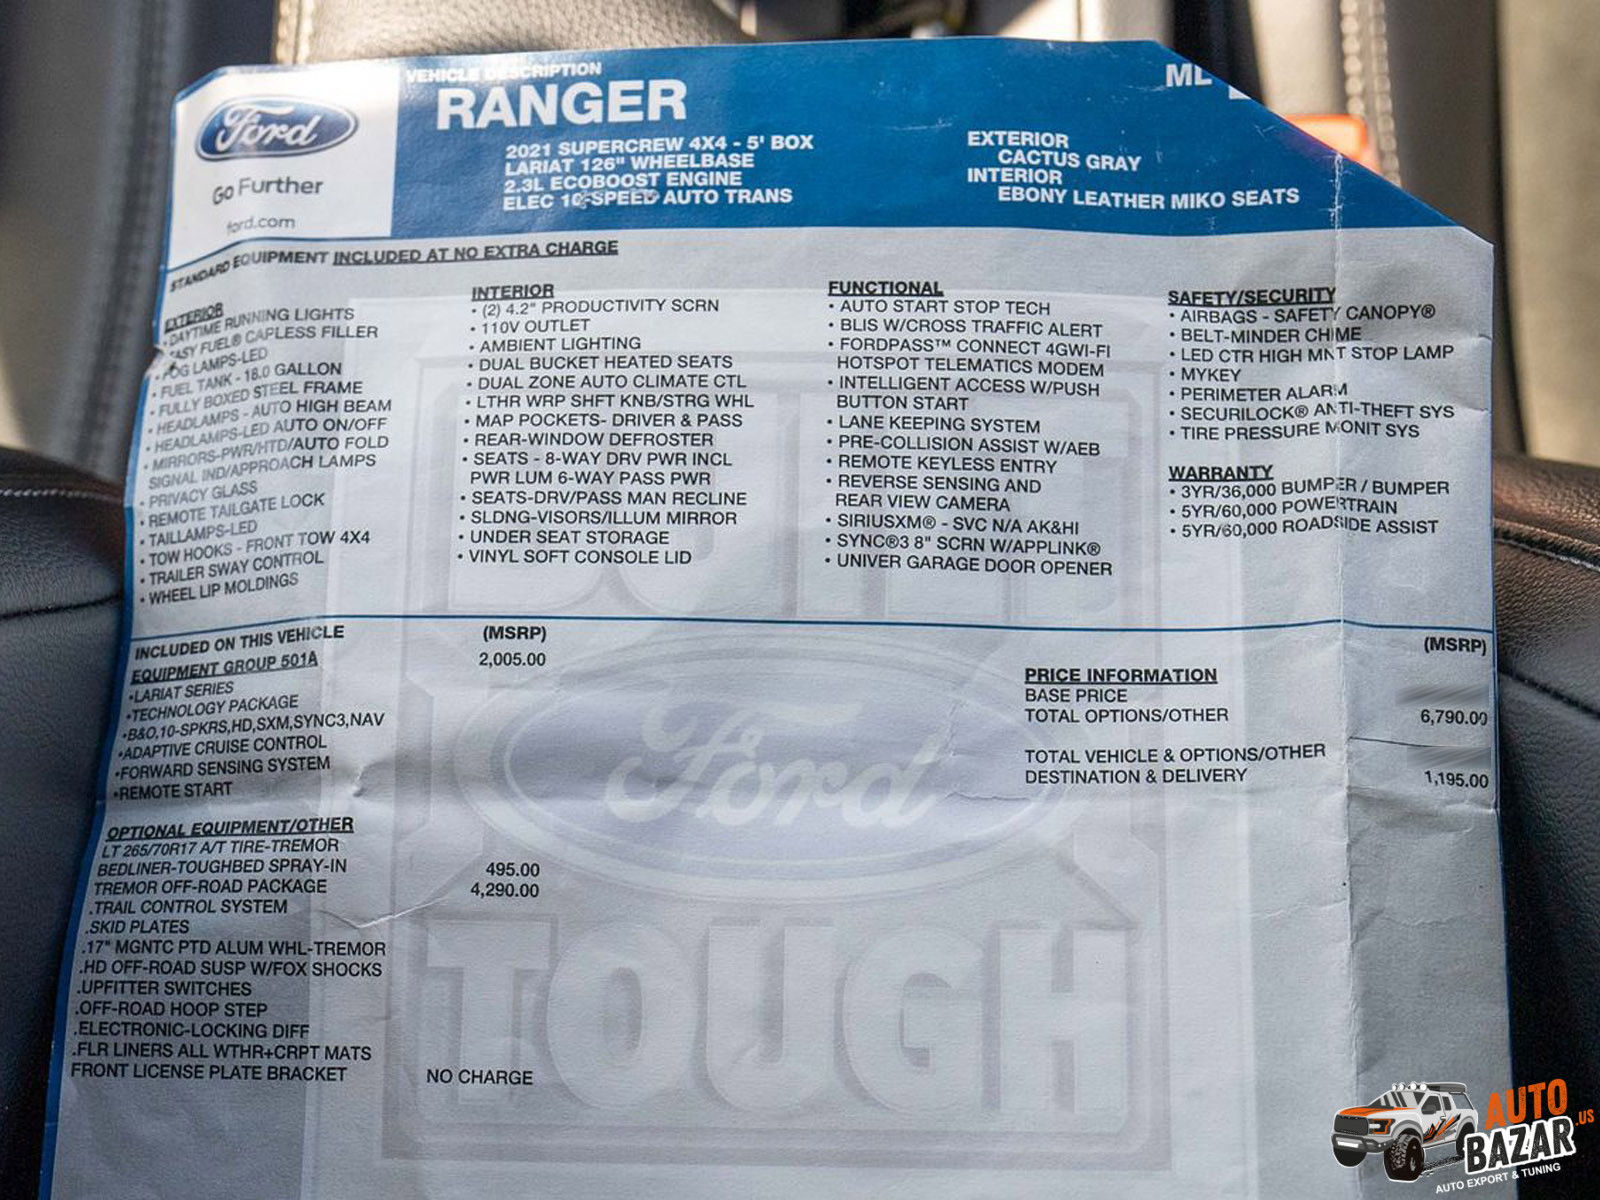 VEHICLE DESCRIPTION
RANGER
ML
Ford
Go Further
ford.com
2021 SUPERCREW 4X4 - 5' BOX
LARIAT 126" WHEELBASE
2.3L ECOBOOST ENGINE
ELEC 10-SPEED AUTO TRANS
EXTERIOR
CACTUS GRAY
INTERIOR
EBONY LEATHER MIKO SEATS
STANDARD EQUIPMENT INCLUDED AT NO EXTRA CHARGE
EXTERIOR
• DAYTIME RUNNING LIGHTS
• EASY FUEL® CAPLESS FILLER
• FOG LAMPS-LED
• FUEL TANK - 18.0 GALLON
• FULLY BOXED STEEL FRAME
• HEADLAMPS - AUTO HIGH BEAM
• HEADLAMPS-LED AUTO ON/OFF
• MIRRORS-PWR/HTD/AUTO FOLD
SIGNAL IND/APPROACH LAMPS
• PRIVACY GLASS
• REMOTE TAILGATE LOCK
• TAILLAMPS-LED
• TOW HOOKS - FRONT TOW 4X4
• TRAILER SWAY CONTROL
• WHEEL LIP MOLDINGS
INTERIOR
• (2) 4.2" PRODUCTIVITY SCRN
• 110V OUTLET
• AMBIENT LIGHTING
• DUAL BUCKET HEATED SEATS
• DUAL ZONE AUTO CLIMATE CTL
• LTHR WRP SHFT KNB/STRG WHL
• MAP POCKETS- DRIVER & PASS
• REAR-WINDOW DEFROSTER
• SEATS - 8-WAY DRV PWR INCL
PWR LUM 6-WAY PASS PWR
• SEATS-DRV/PASS MAN RECLINE
• SLDNG-VISORS/ILLUM MIRROR
• UNDER SEAT STORAGE
• VINYL SOFT CONSOLE LID
FUNCTIONAL
• AUTO START STOP TECH
• BLIS W/CROSS TRAFFIC ALERT
• FORDPASS™ CONNECT 4GWI-FI
HOTSPOT TELEMATICS MODEM
• INTELLIGENT ACCESS W/PUSH
BUTTON START
• LANE KEEPING SYSTEM
• PRE-COLLISION ASSIST W/AEB
• REMOTE KEYLESS ENTRY
• REVERSE SENSING AND
REAR VIEW CAMERA
• SIRIUSXM® - SVC N/A AK&HI
• SYNC®3 8" SCRN W/APPLINK®
• UNIVER GARAGE DOOR OPENER
SAFETY/SECURITY
• AIRBAGS - SAFETY CANOPY®
• BELT-MINDER CHIME
• LED CTR HIGH MNT STOP LAMP
• MYKEY
• PERIMETER ALARM
• SECURILOCK® ANTI-THEFT SYS
• TIRE PRESSURE MONIT SYS
WARRANTY
• 3YR/36,000 BUMPER / BUMPER
• 5YR/60,000 POWERTRAIN
• 5YR/60,000 ROADSIDE ASSIST
INCLUDED ON THIS VEHICLE (MSRP)
EQUIPMENT GROUP 501A 2,005.00
•LARIAT SERIES
•TECHNOLOGY PACKAGE
•B&O,10-SPKRS,HD,SXM,SYNC3,NAV
•ADAPTIVE CRUISE CONTROL
•FORWARD SENSING SYSTEM
•REMOTE START
OPTIONAL EQUIPMENT/OTHER
LT 265/70R17 A/T TIRE-TREMOR
BEDLINER-TOUGHBED SPRAY-IN 495.00
TREMOR OFF-ROAD PACKAGE 4,290.00
.TRAIL CONTROL SYSTEM
.SKID PLATES
.17" MGNTC PTD ALUM WHL-TREMOR
.HD OFF-ROAD SUSP W/FOX SHOCKS
.UPFITTER SWITCHES
.OFF-ROAD HOOP STEP
.ELECTRONIC-LOCKING DIFF
.FLR LINERS ALL WTHR+CRPT MATS
FRONT LICENSE PLATE BRACKET NO CHARGE
(MSRP)
PRICE INFORMATION
BASE PRICE
TOTAL OPTIONS/OTHER 6,790.00
TOTAL VEHICLE & OPTIONS/OTHER
DESTINATION & DELIVERY 1,195.00
BUILT
Ford
TOUGH
AUTO
BAZAR.US
AUTO EXPORT & TUNING